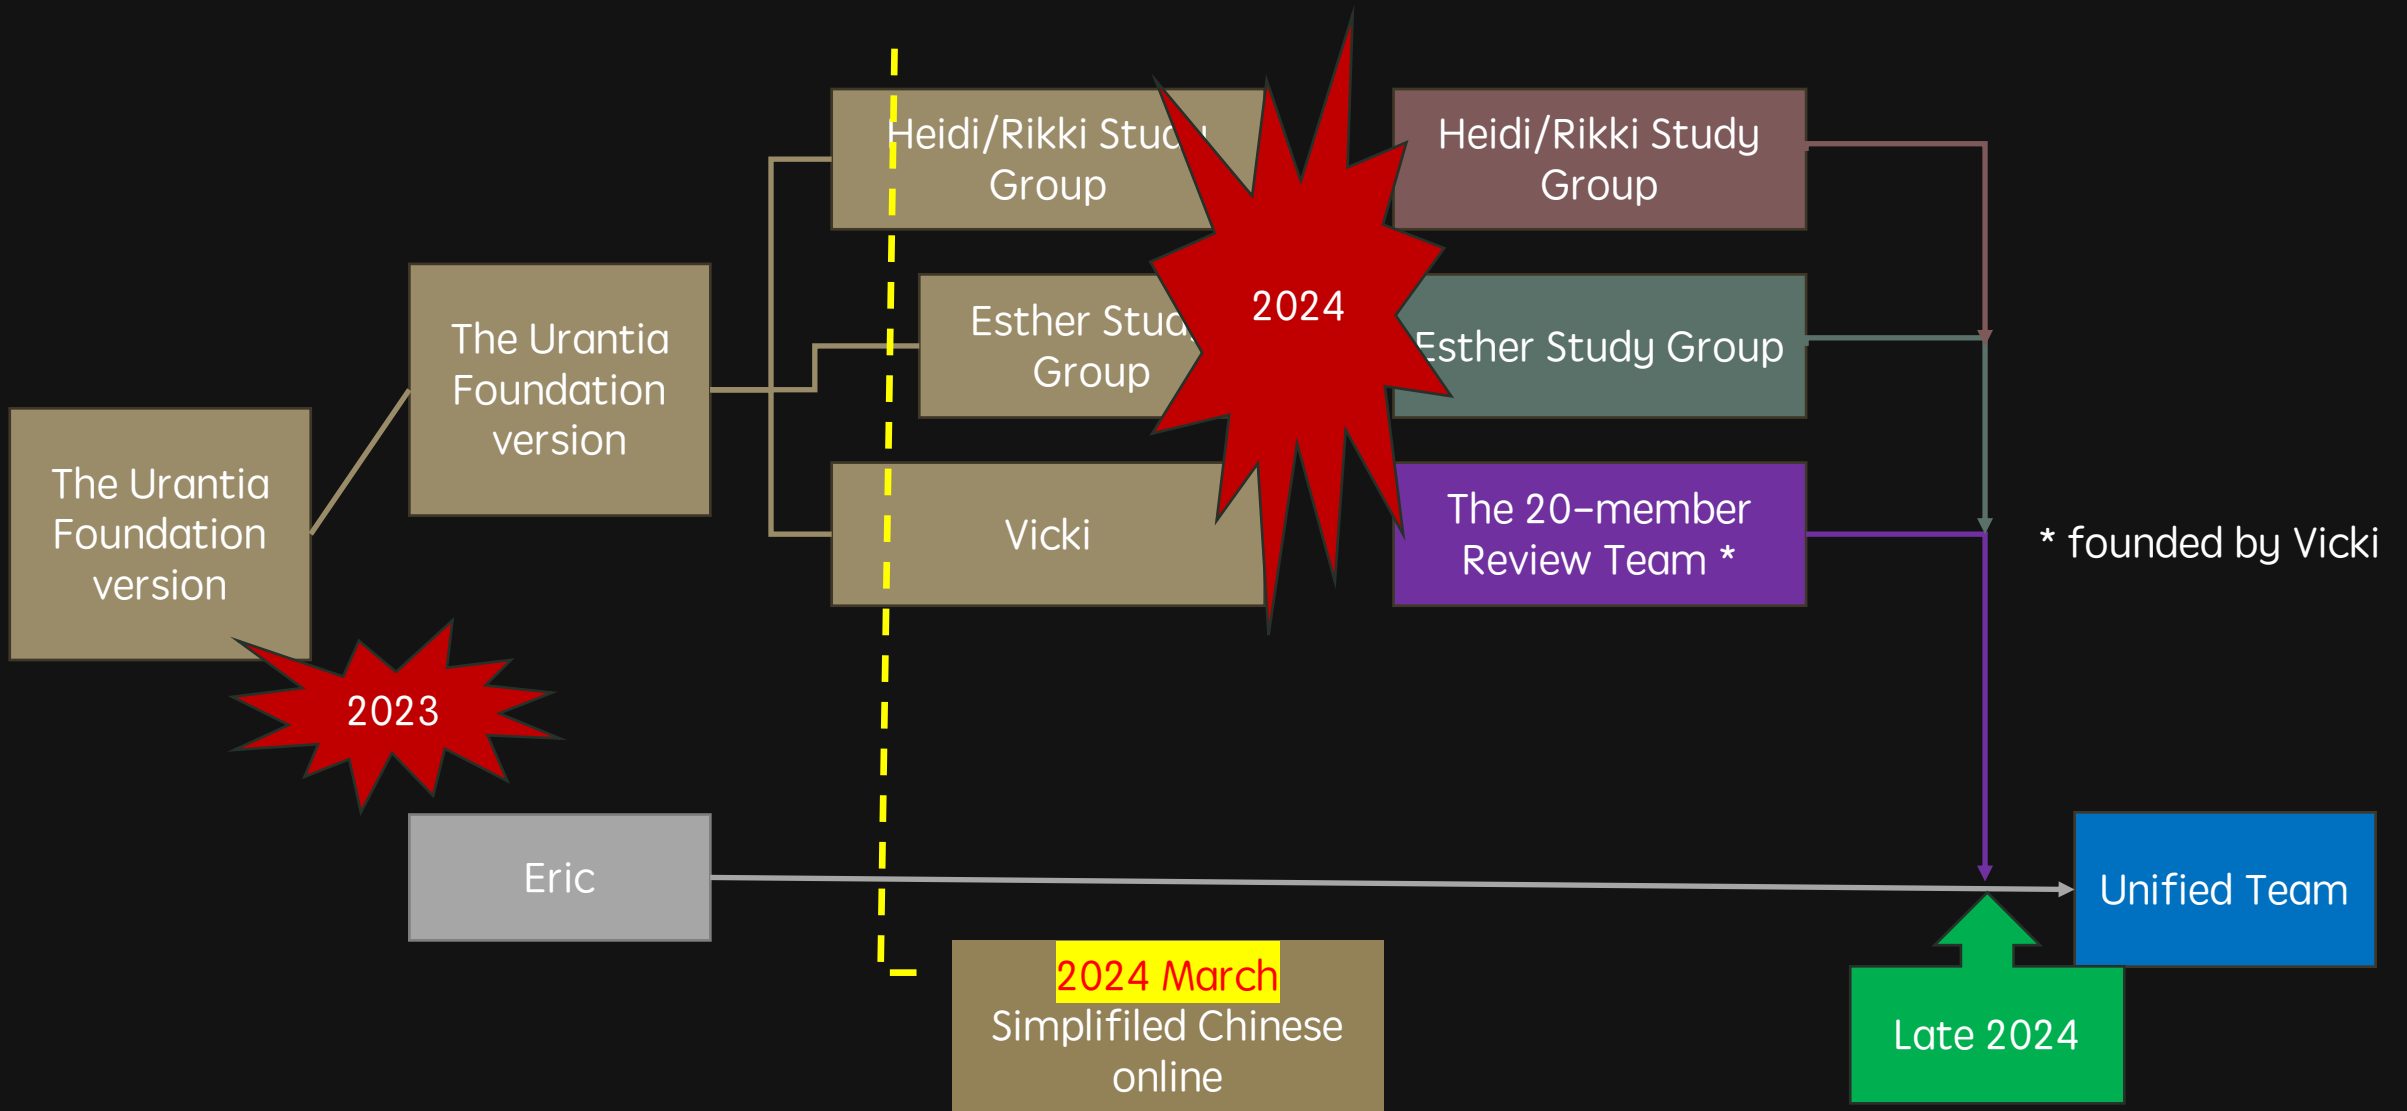 The Urantia
Foundation
version
2023
The Urantia
Foundation
version
Eric
Heidi/Rikki Study
Group
Esther
Group
Vicki
2024
Heidi/Rikki Study
Group
Esther Study Group
The 20-member
Review Team *
* founded by Vicki
Unified Team
2024 March
Simplifiled Chinese
online
Late 2024